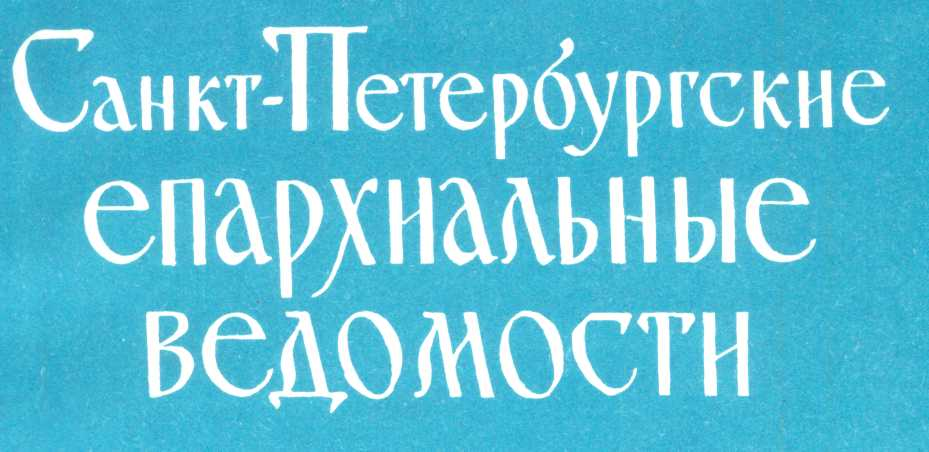 Санкт-Петербургские
епархиальные
ведомости